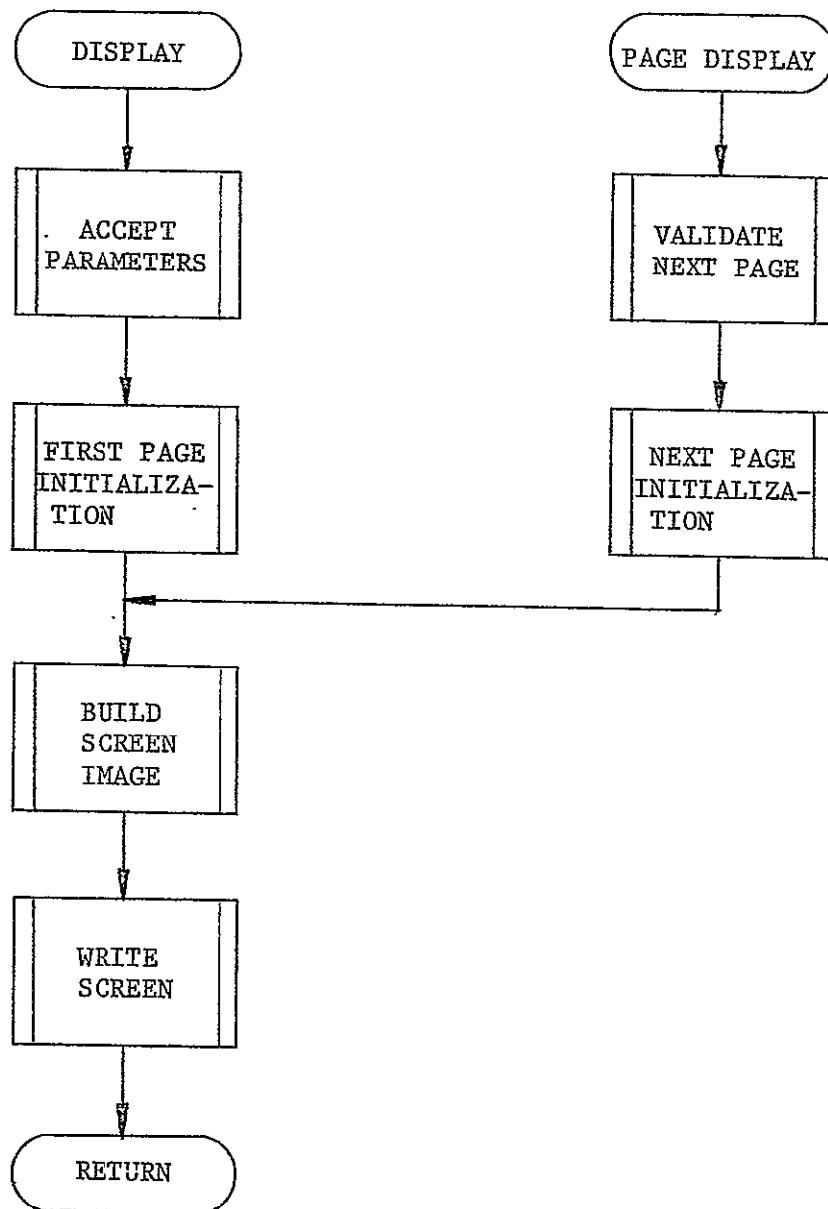 DISPLAY
PAGE DISPLAY
ACCEPT
PARAMETERS
VALIDATE
NEXT PAGE
FIRST PAGE
INITIALIZA-
TION
NEXT PAGE
INITIALIZA-
TION
BUILD
SCREEN
IMAGE
WRITE
SCREEN
RETURN